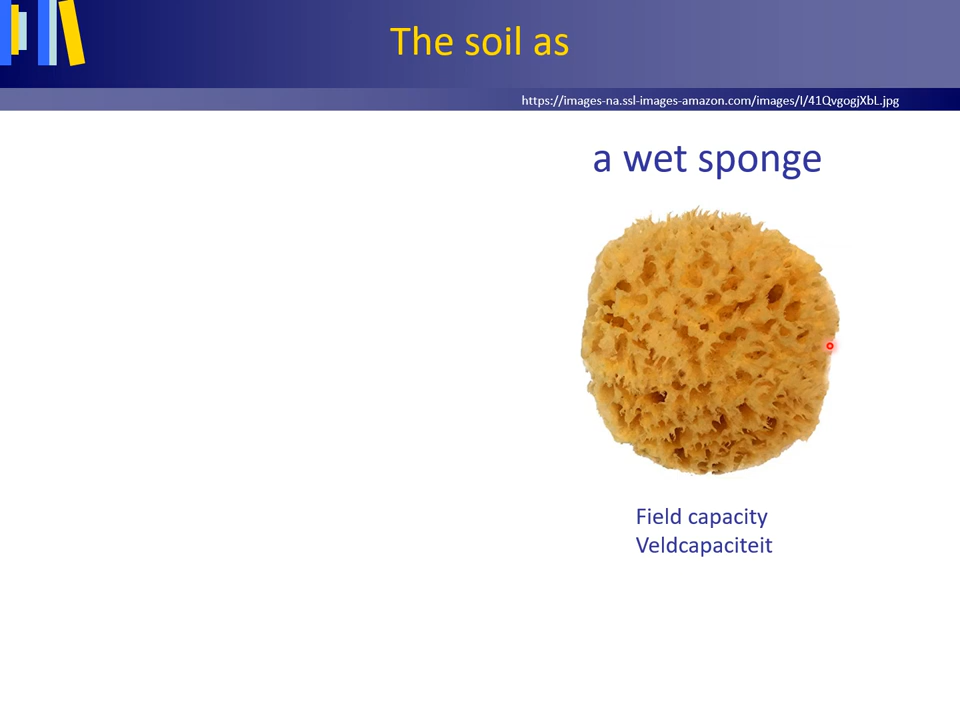 The soil as
https://images-na.ssl-images-amazon.com/images/I/41QvgogjXbL.jpg
a wet sponge
Field capacity
Veldcapaciteit